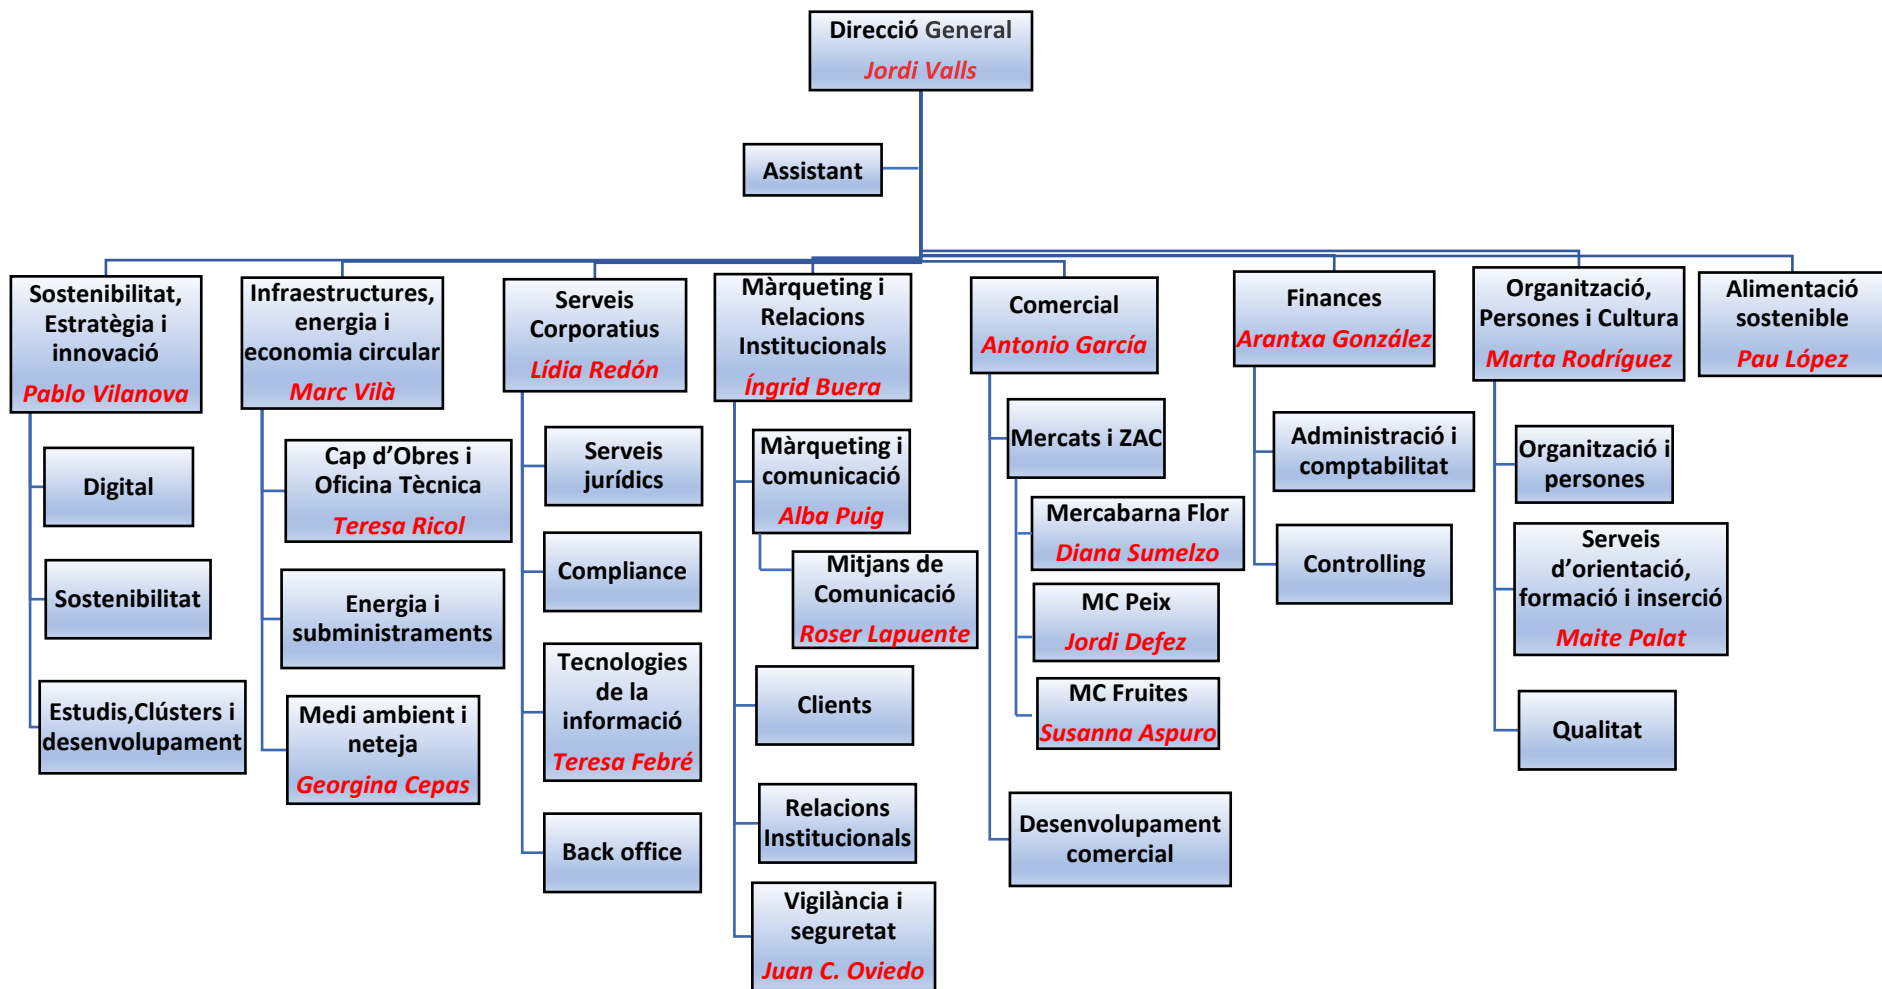 Direcció General
Jordi Valls
Assistant
Sostenibilitat,
Estratègia i
innovació
Pablo Vilanova
Digital
Sostenibilitat
Estudis,Clústers i
desenvolupament
Infraestructures,
energia i
economia circular
Marc Vilà
Cap d’Obres i
Oficina Tècnica
Teresa Ricol
Energia i
subministraments
Medi ambient i
neteja
Georgina Cepas
Serveis
Corporatius
Lídia Redón
Serveis
jurídics
Compliance
Tecnologies
de la
informació
Teresa Febré
Back office
Màrqueting i
Relacions
Institucionals
Íngrid Buera
Màrqueting i
comunicació
Alba Puig
Mitjans de
Comunicació
Roser Lapuente
Clients
Relacions
Institucionals
Vigilància i
seguretat
Juan C. Oviedo
Comercial
Antonio García
Mercats i ZAC
Mercabarna Flor
Diana Sumelzo
MC Peix
Jordi Defez
MC Fruites
Susanna Aspuro
Desenvolupament
comercial
Finances
Arantxa González
Administració i
comptabilitat
Controlling
Organització,
Persones i Cultura
Marta Rodríguez
Organització i
persones
Serveis
d’orientació,
formació i inserció
Maite Palat
Qualitat
Alimentació
sostenible
Pau López